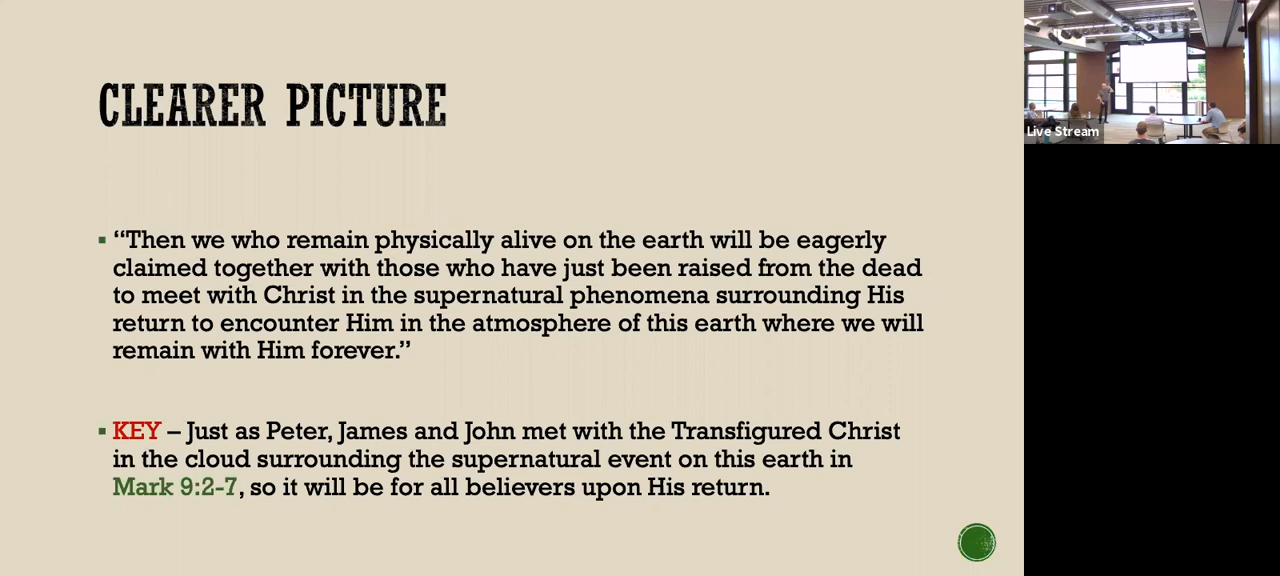 CLEARER PICTURE
“Then we who remain physically alive on the earth will be eagerly
claimed together with those who have just been raised from the dead
to meet with Christ in the supernatural phenomena surrounding His
return to encounter Him in the atmosphere of this earth where we will
remain with Him forever.”
KEY – Just as Peter, James and John met with the Transfigured Christ
in the cloud surrounding the supernatural event on this earth in
Mark 9:2-7, so it will be for all believers upon His return.
Live Stream